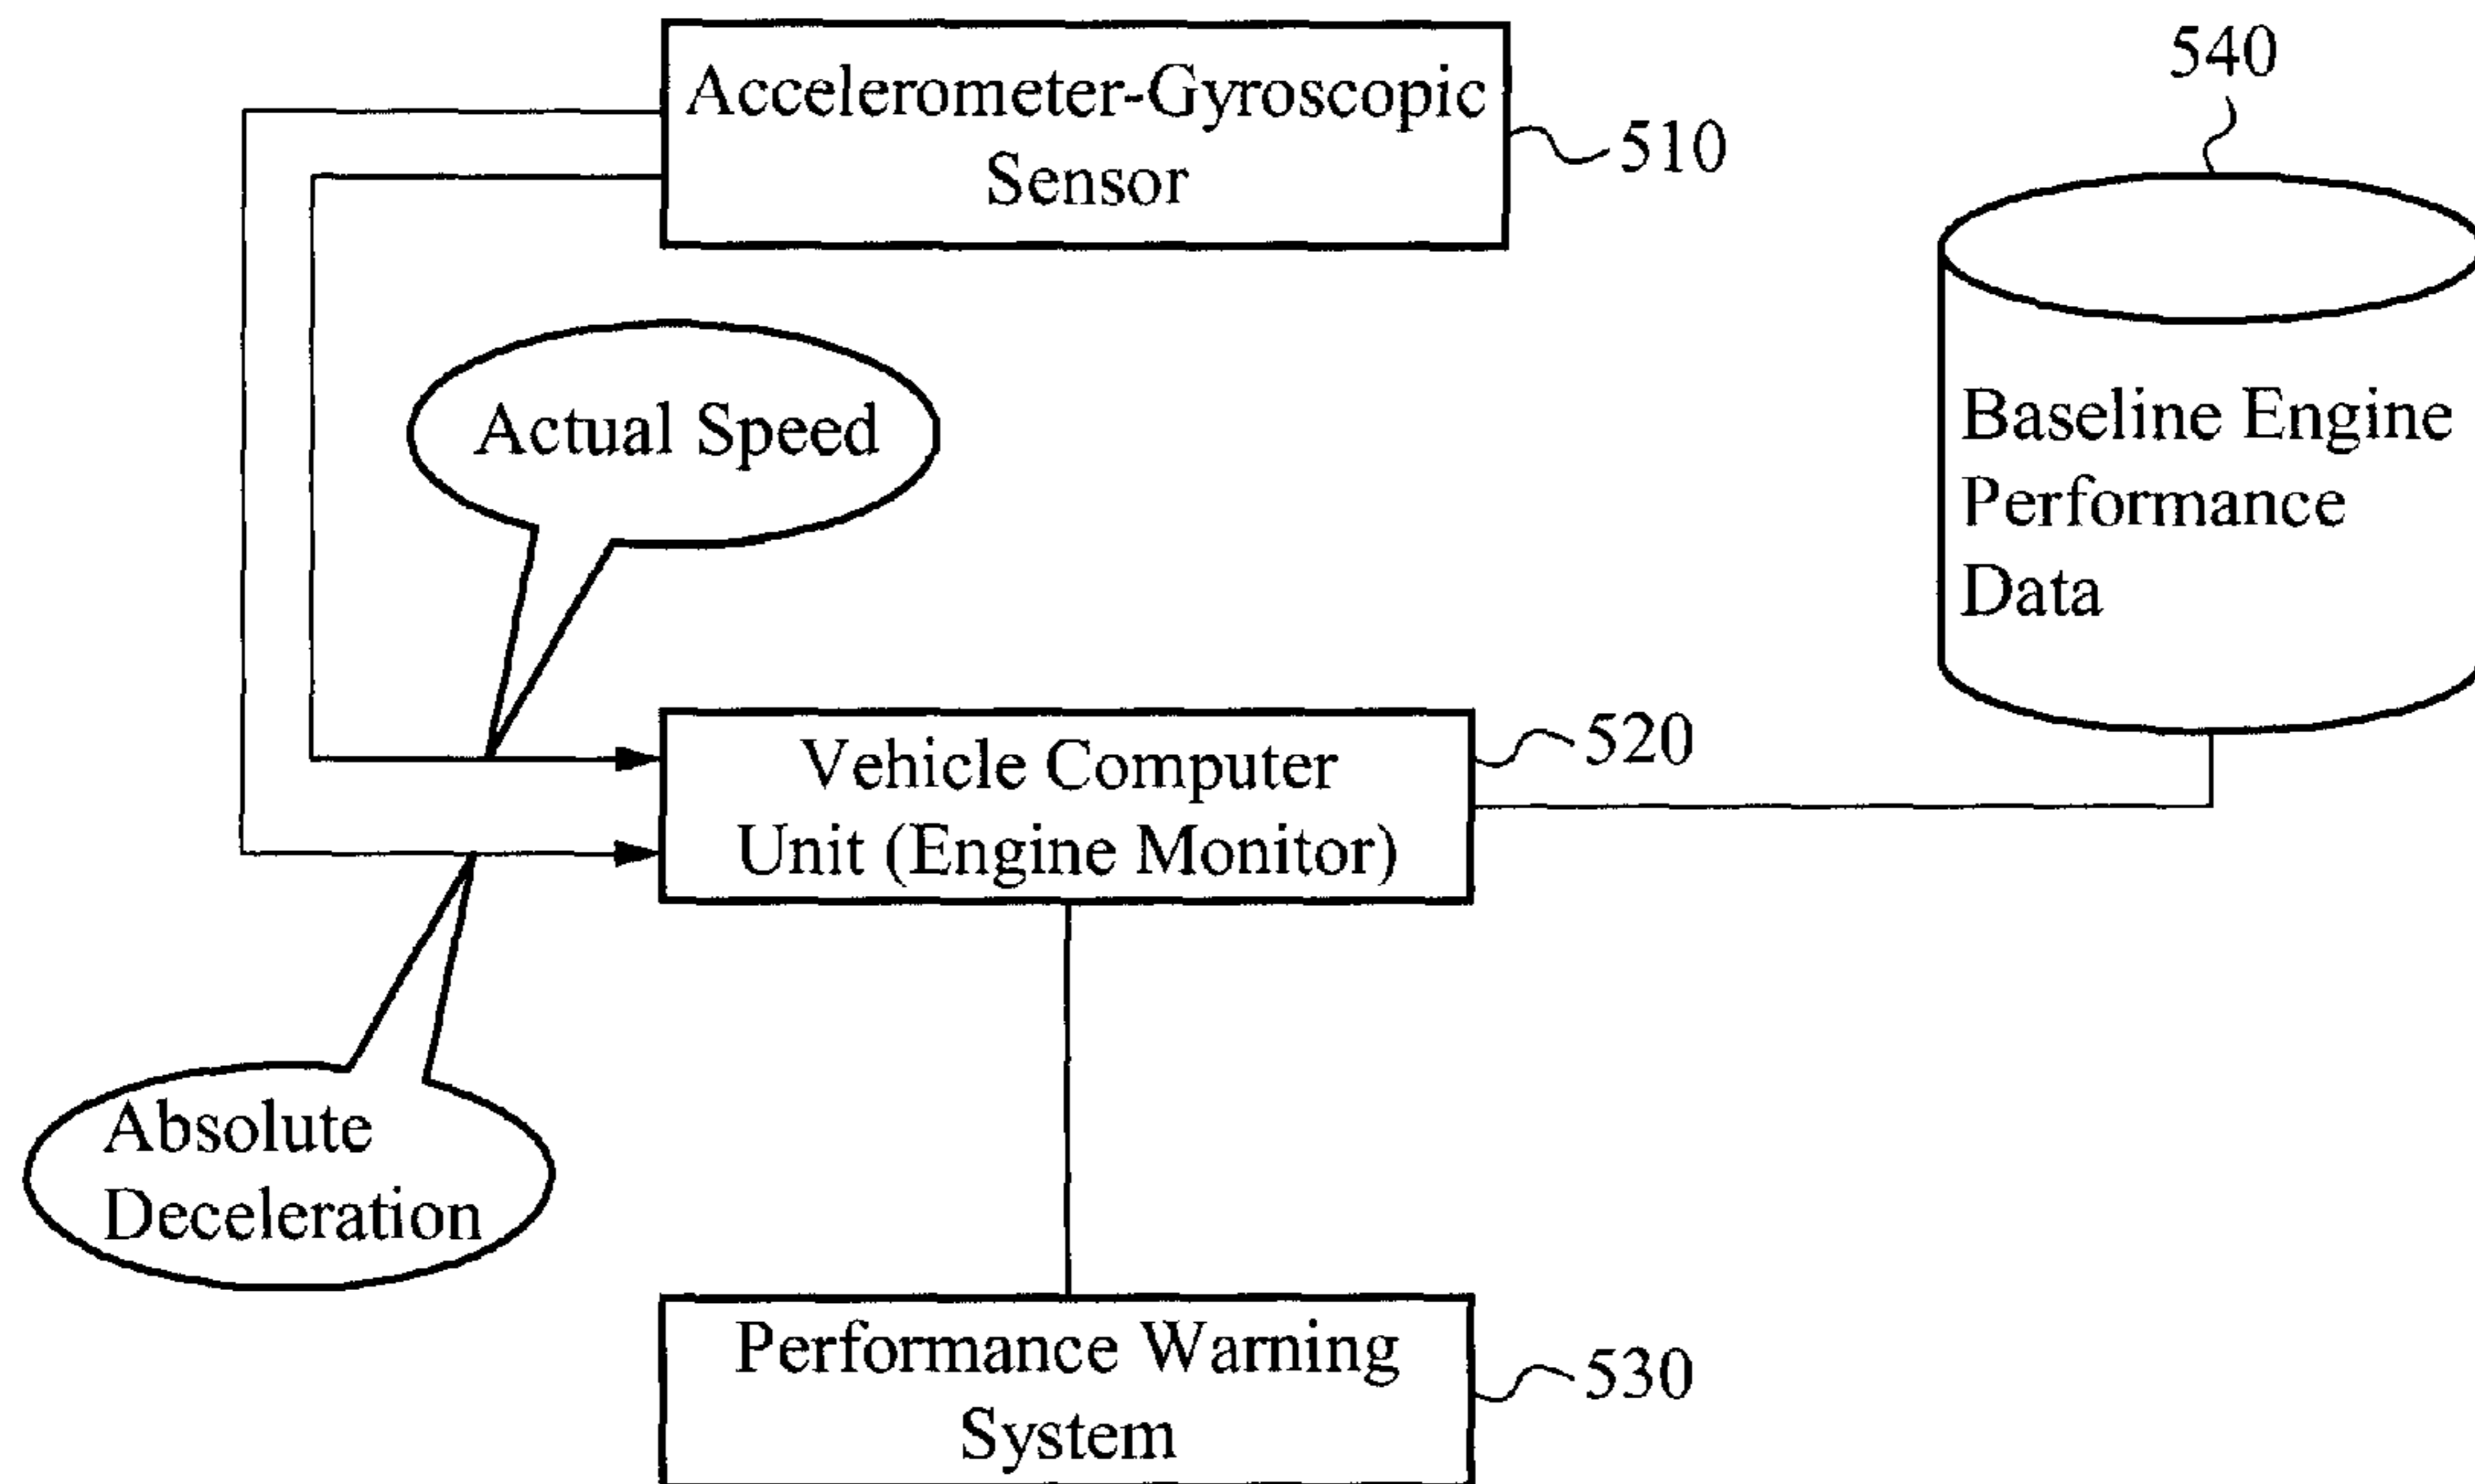 Accelerometer-Gyroscopic
Sensor
510
540
Actual Speed
Baseline Engine
Performance
Data
Vehicle Computer
Unit (Engine Monitor)
520
Absolute
Deceleration
Performance Warning
System
530